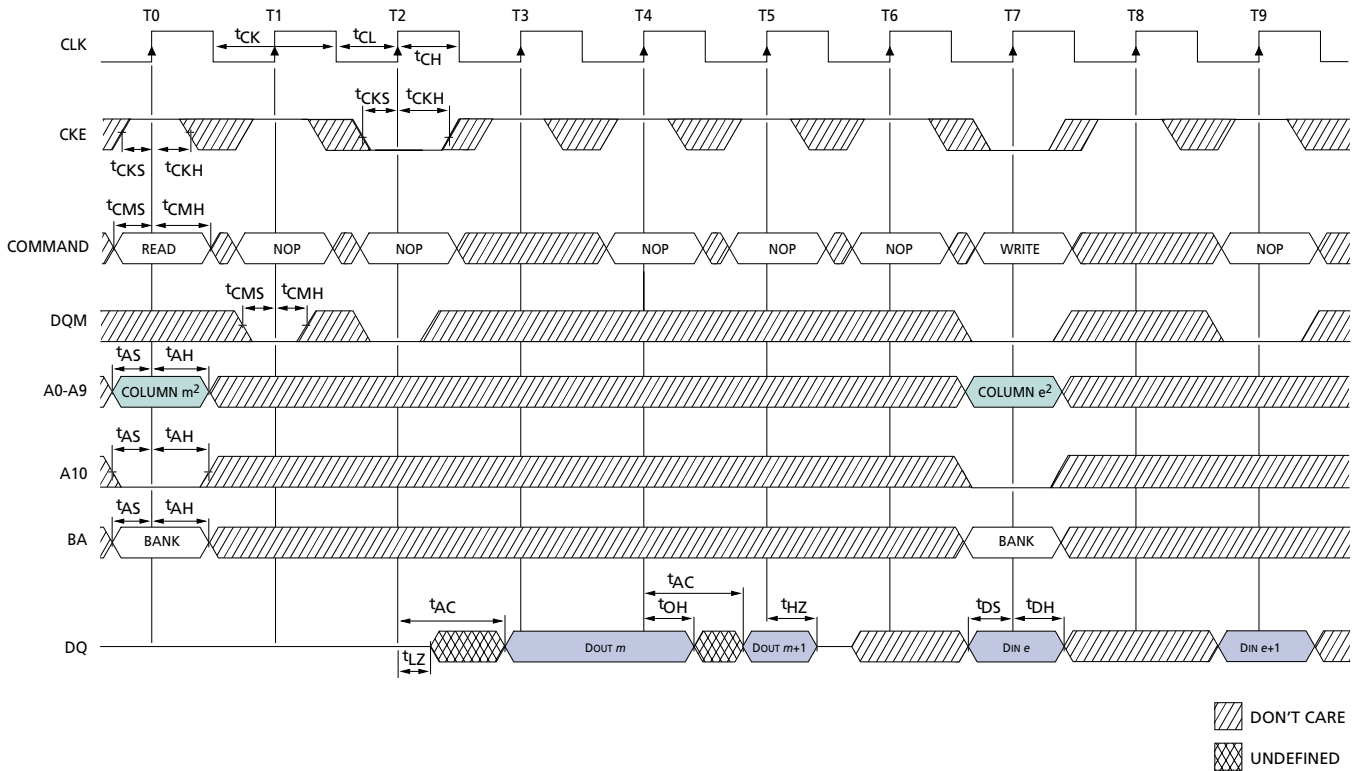 T0 T1 T2 T3 T4 T5 T6 T7 T8 T9
CLK
tCK tCL
tCH
tCKS tCKH
CKE
tCKS tCKH
tCMS tCMH
COMMAND READ NOP NOP NOP NOP NOP WRITE NOP
tCMS tCMH
DQM
tAS tAH
A0-A9 COLUMN m2 COLUMN e2
tAS tAH
A10
tAS tAH
BA BANK BANK
tAC
tAC tOH tHZ tDS tDH
DQ DOUT m DOUT m+1 DIN e DIN e+1
tLZ
DON'T CARE
UNDEFINED